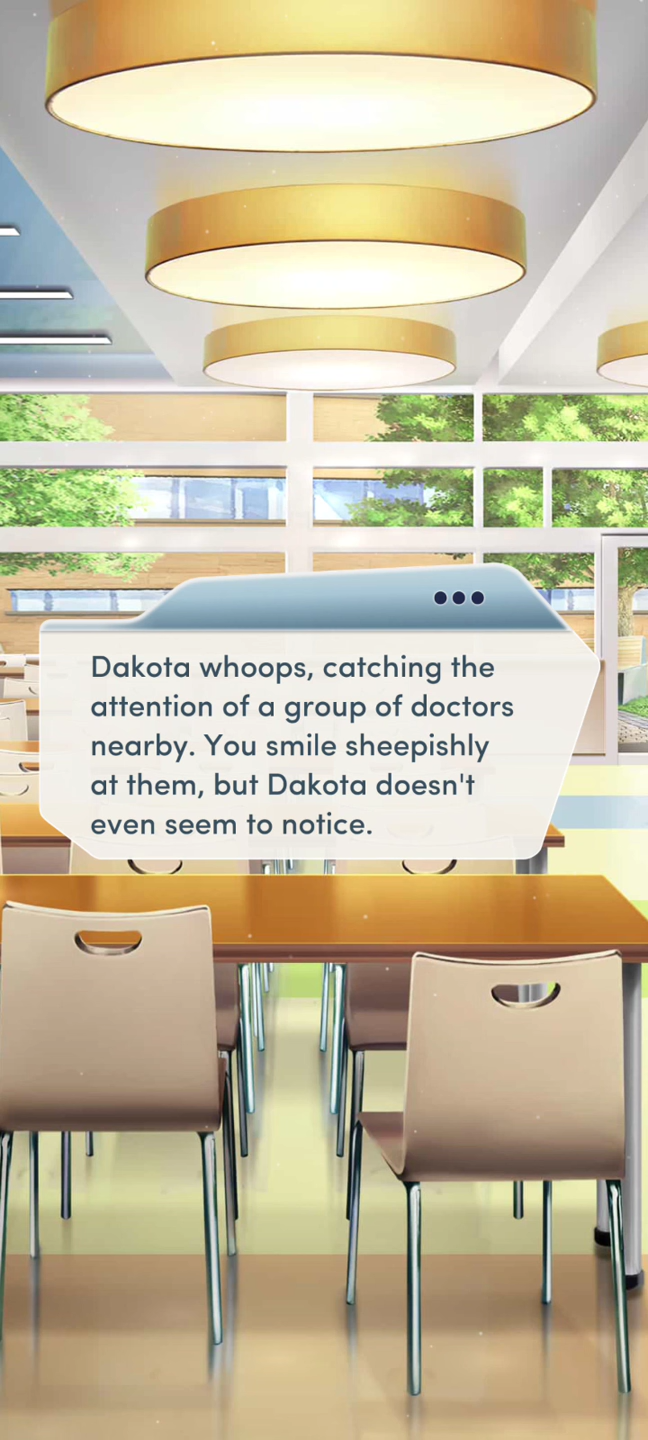 Dakota whoops, catching the
attention of a group of doctors
nearby. You smile sheepishly
at them, but Dakota doesn't
even seem to notice.